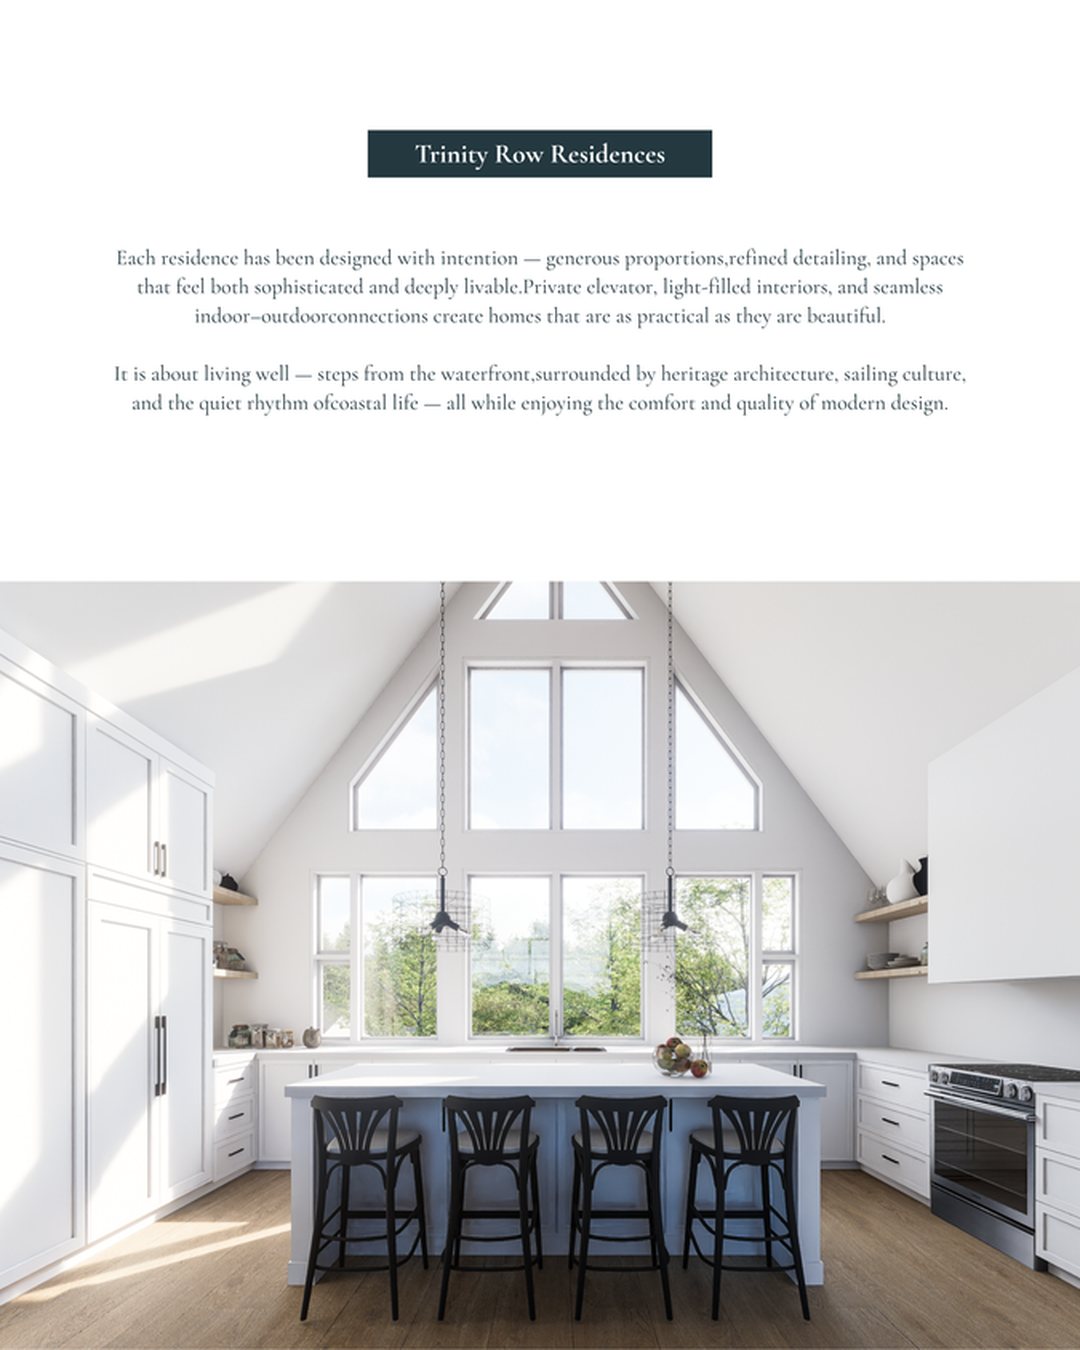 Trinity Row Residences
Each residence has been designed with intention — generous proportions,refined detailing, and spaces
that feel both sophisticated and deeply livable.Private elevator, light-filled interiors, and seamless
indoor–outdoorconnections create homes that are as practical as they are beautiful.
It is about living well — steps from the waterfront,surrounded by heritage architecture, sailing culture,
and the quiet rhythm ofcoastal life — all while enjoying the comfort and quality of modern design.